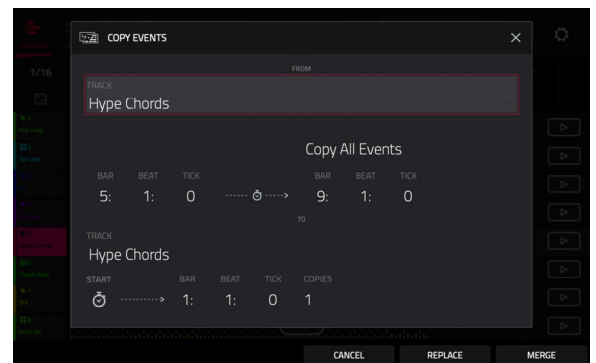 COPY EVENTS
1/16
FROM
TRACK
Hype Chords
Copy All Events
BAR BEAT TICK BAR BEAT TICK
5: 1: 0 9: 1: 0
TO
TRACK
Hype Chords
START BAR BEAT TICK COPIES
1: 1: 0 1
CANCEL REPLACE MERGE